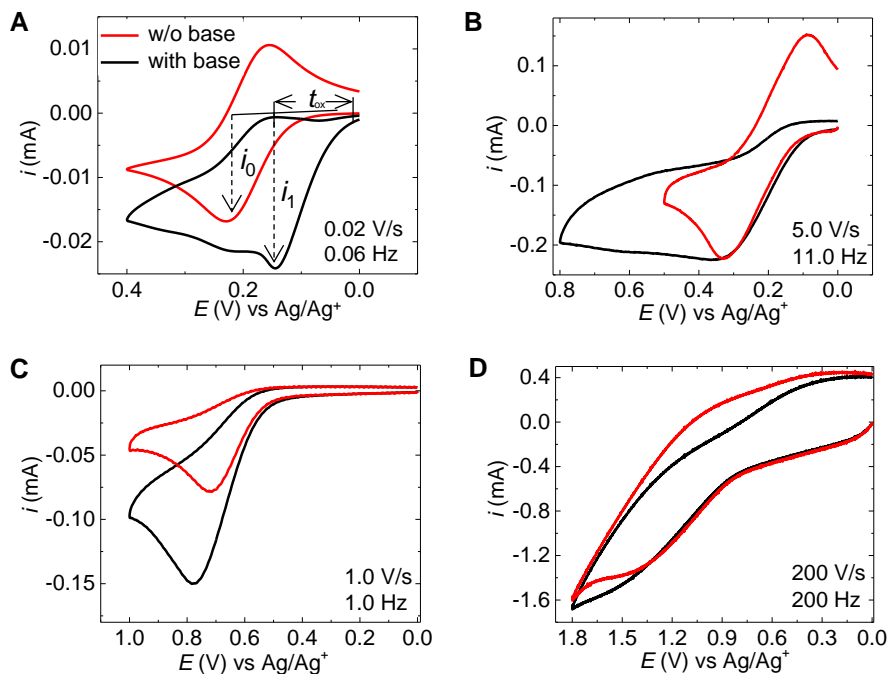 A
w/o base
with base
tox
i0
i1
0.02 V/s
0.06 Hz
0.01
0.00
-0.01
-0.02
i (mA)
0.4
0.2
0.0
E (V) vs Ag/Ag+
B
0.1
0.0
-0.1
-0.2
i (mA)
5.0 V/s
11.0 Hz
0.8
0.6
0.4
0.2
0.0
E (V) vs Ag/Ag+
C
0.00
-0.05
-0.10
-0.15
i (mA)
1.0 V/s
1.0 Hz
1.0
0.8
0.6
0.4
0.2
0.0
E (V) vs Ag/Ag+
D
0.4
0.0
-0.4
-0.8
-1.2
-1.6
i (mA)
200 V/s
200 Hz
1.8
1.5
1.2
0.9
0.6
0.3
0.0
E (V) vs Ag/Ag+